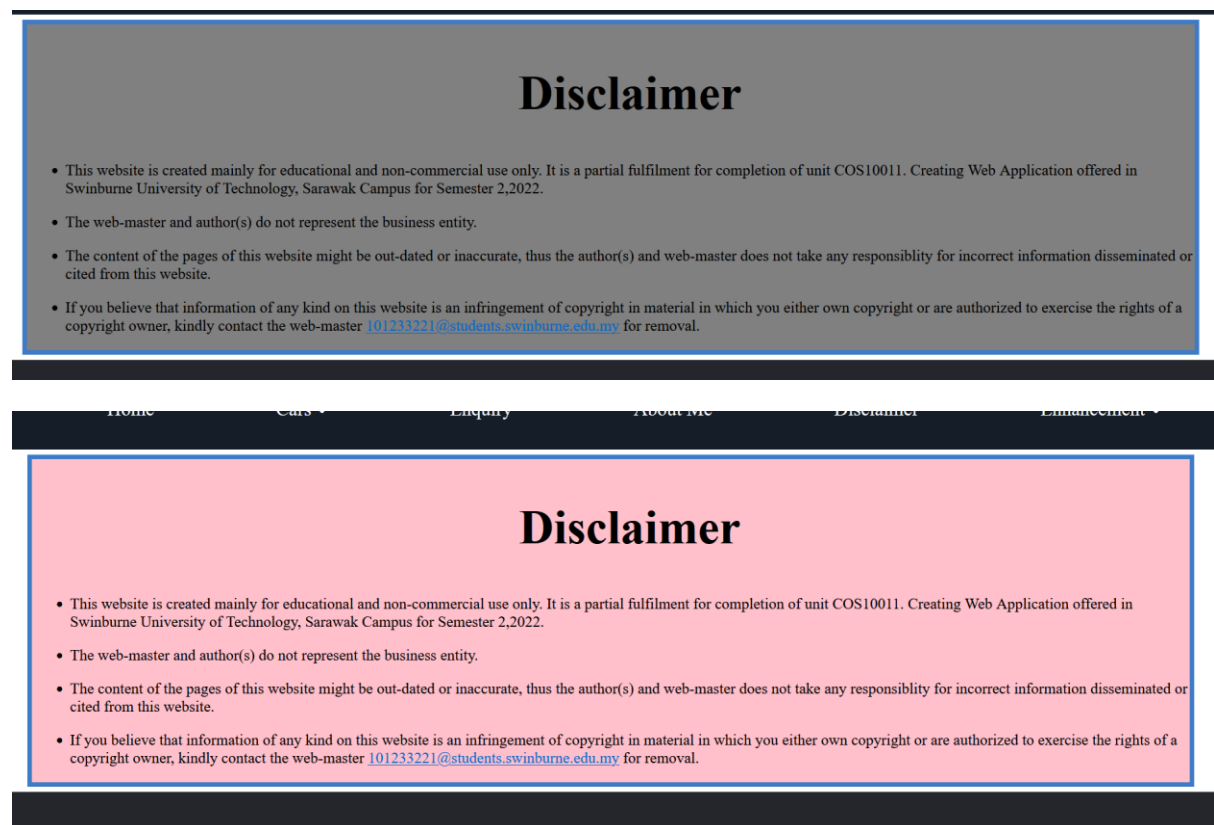 Disclaimer
• This website is created mainly for educational and non-commercial use only. It is a partial fulfilment for completion of unit COS10011. Creating Web Application offered in
Swinburne University of Technology, Sarawak Campus for Semester 2,2022.
• The web-master and author(s) do not represent the business entity.
• The content of the pages of this website might be out-dated or inaccurate, thus the author(s) and web-master does not take any responsiblity for incorrect information disseminated or
cited from this website.
• If you believe that information of any kind on this website is an infringement of copyright in material in which you either own copyright or are authorized to exercise the rights of a
copyright owner, kindly contact the web-master 101233221@students.swinburne.edu.my for removal.
Home Cars Enquiry About Me Disclaimer Enhancement
Disclaimer
• This website is created mainly for educational and non-commercial use only. It is a partial fulfilment for completion of unit COS10011. Creating Web Application offered in
Swinburne University of Technology, Sarawak Campus for Semester 2,2022.
• The web-master and author(s) do not represent the business entity.
• The content of the pages of this website might be out-dated or inaccurate, thus the author(s) and web-master does not take any responsiblity for incorrect information disseminated or
cited from this website.
• If you believe that information of any kind on this website is an infringement of copyright in material in which you either own copyright or are authorized to exercise the rights of a
copyright owner, kindly contact the web-master 101233221@students.swinburne.edu.my for removal.